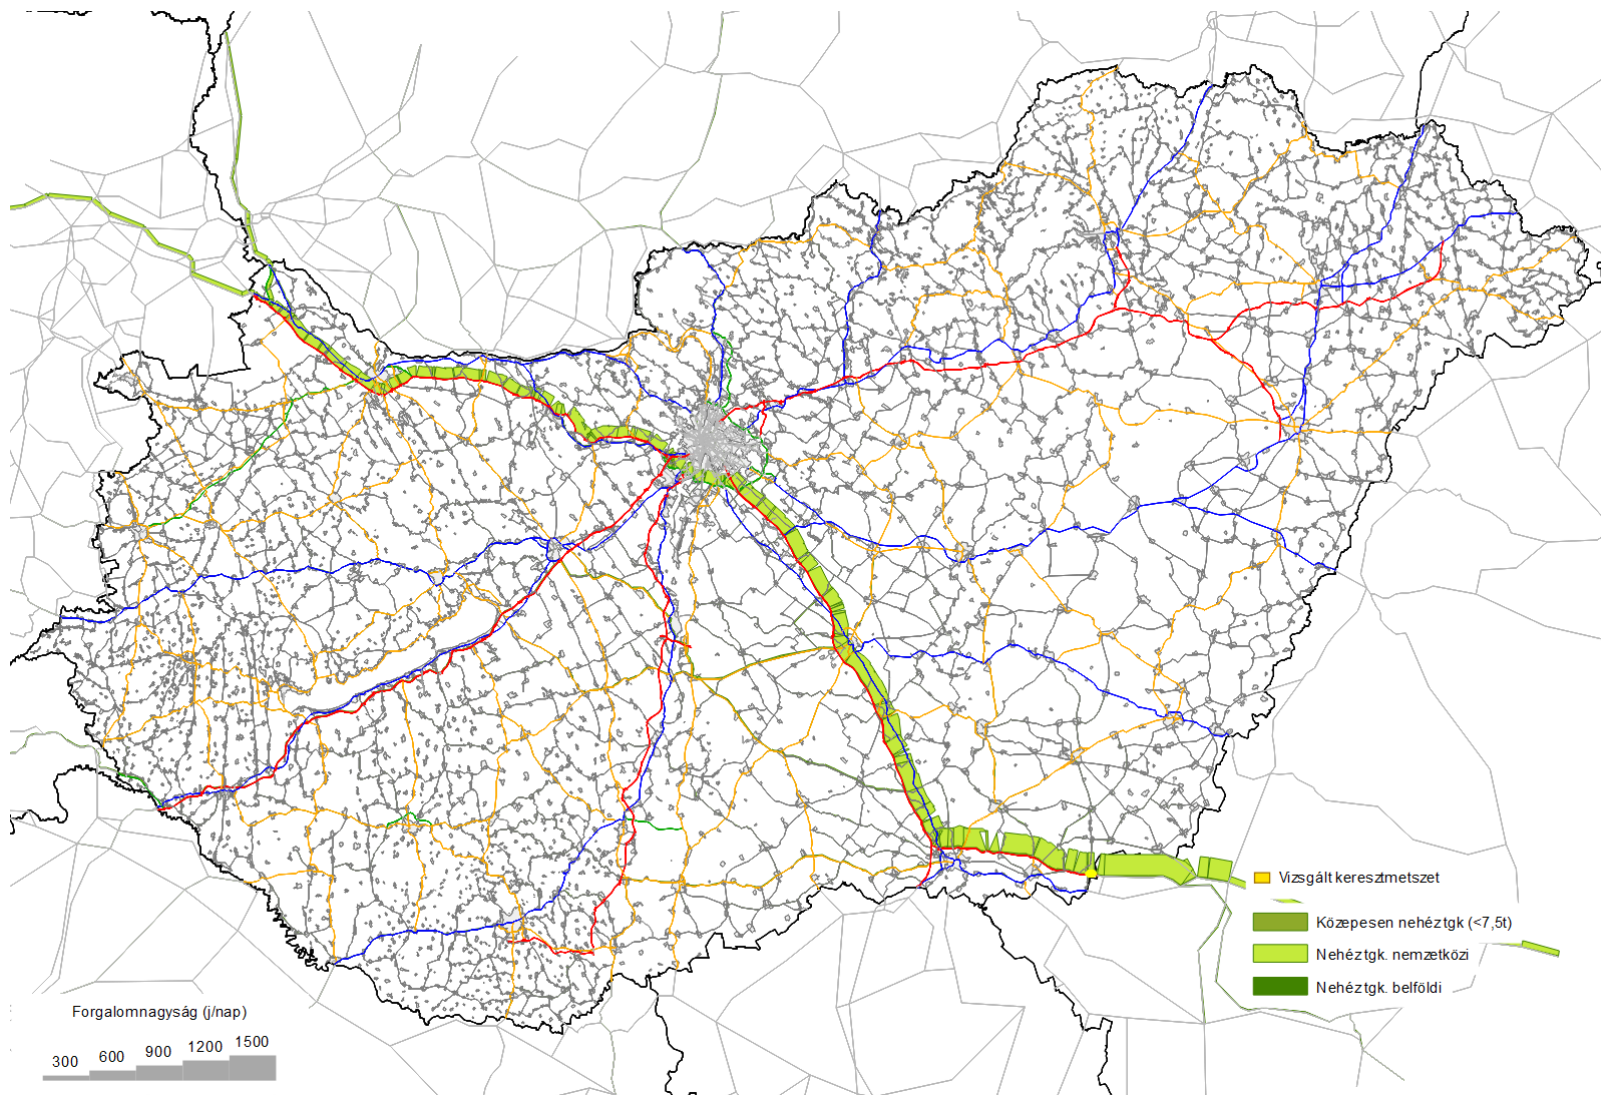 Vizsgált keresztmetszet
Közepesen nehéztgk (<7,5t)
Nehéztgk. nemzetközi
Nehéztgk. belföldi
Forgalomnagyság (j/nap)
300 600 900 1200 1500